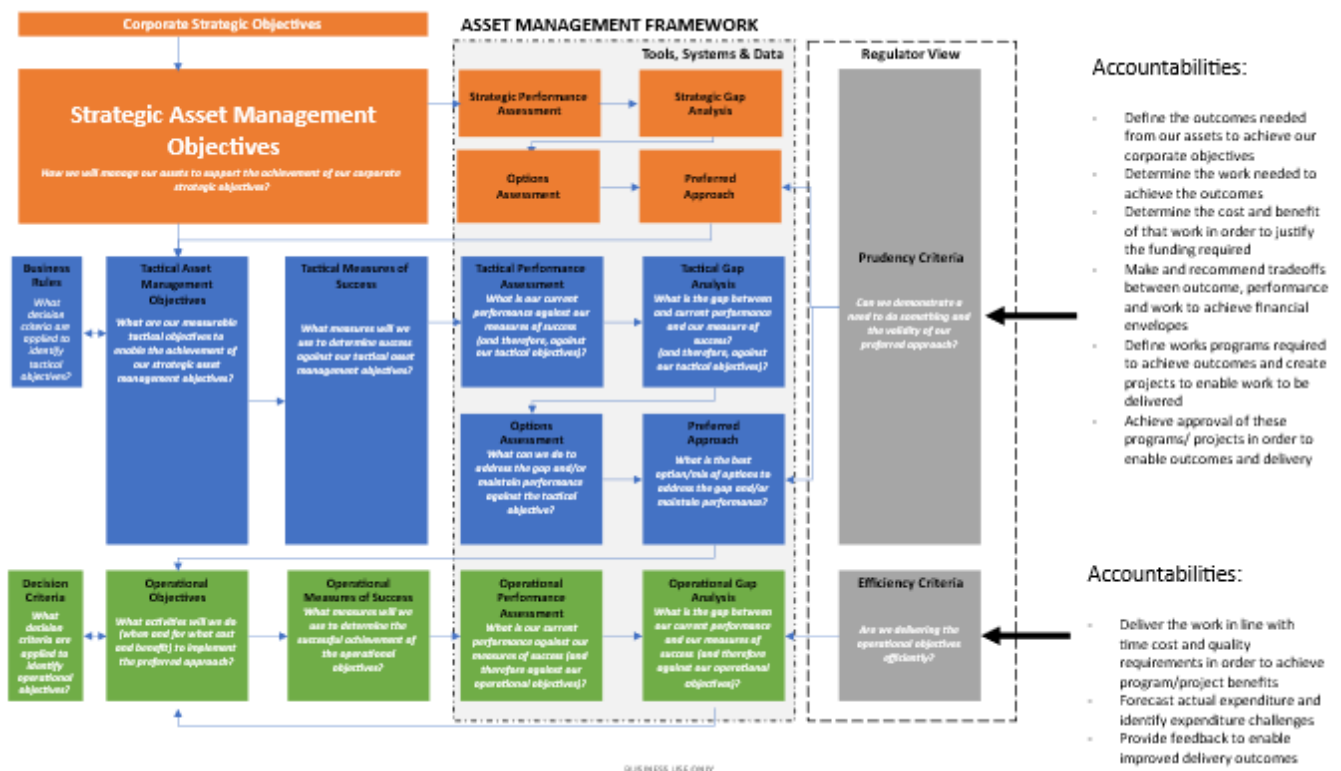 Corporate Strategic Objectives
ASSET MANAGEMENT FRAMEWORK
Tools, Systems & Data
Regulator View
Strategic Asset Management
Objectives
How we will manage our assets to support the achievement of our corporate
strategic objectives?
Strategic Performance
Assessment
Strategic Gap
Analysis
Options
Assessment
Preferred
Approach
Business
Rules
What
decision
criteria are
applied to
identify
tactical
objectives?
Tactical Asset
Management
Objectives
What are our measurable
tactical objectives to
enable the achievement of
our strategic asset
management objectives?
Tactical Measures of
Success
What measures will we
use to determine success
against our tactical asset
management objectives?
Tactical Performance
Assessment
What is our current
performance against our
measures of success
(and therefore, against
our tactical objectives)?
Tactical Gap
Analysis
What is the gap between
and current performance
and our measure of
success?
(and therefore, against
our tactical objectives)?
Options
Assessment
What can we do to
address the gap and/or
maintain performance
against the tactical
objective?
Preferred
Approach
What is the best
option/mix of options to
address the gap and/or
maintain performance?
Prudency Criteria
Can we demonstrate a
need to do something and
the validity of our
preferred approach?
Decision
Criteria
What
decision
criteria are
applied to
identify
operational
objectives?
Operational
Objectives
What activities will we do
(when and for what cost
and benefit) to implement
the preferred approach?
Operational
Measures of Success
What measures will we
use to determine the
successful achievement of
the operational
objectives?
Operational
Performance
Assessment
What is our current
performance against our
measures of success (and
therefore against our
operational objectives)?
Operational Gap
Analysis
What is the gap between
our current performance
and our measures of
success (and therefore
against our operational
objectives)?
Efficiency Criteria
Are we delivering the
operational objectives
efficiently?
Accountabilities:
- Define the outcomes needed
from our assets to achieve our
corporate objectives
- Determine the work needed to
achieve the outcomes
- Determine the cost and benefit
of that work in order to justify
the funding required
- Make and recommend tradeoffs
between outcome, performance
and work to achieve financial
envelopes
- Define works programs required
to achieve outcomes and create
projects to enable work to be
delivered
- Achieve approval of these
programs/ projects in order to
enable outcomes and delivery
Accountabilities:
- Deliver the work in line with
time cost and quality
requirements in order to achieve
program/project benefits
- Forecast actual expenditure and
identify expenditure challenges
- Provide feedback to enable
improved delivery outcomes
BUSINESS USE ONLY